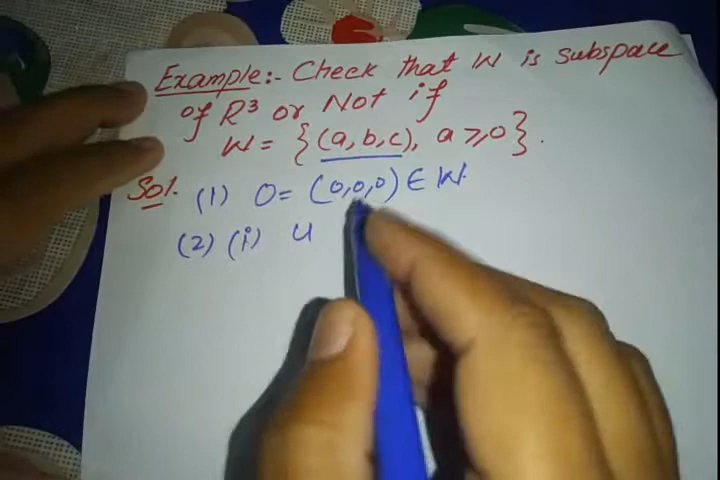 Example:- Check that W is subspace
of R³ or Not if
W = {(a, b, c), a ⩾ 0}.
Sol. (1) 0 = (0,0,0) ∈ W.
(2) (i) u